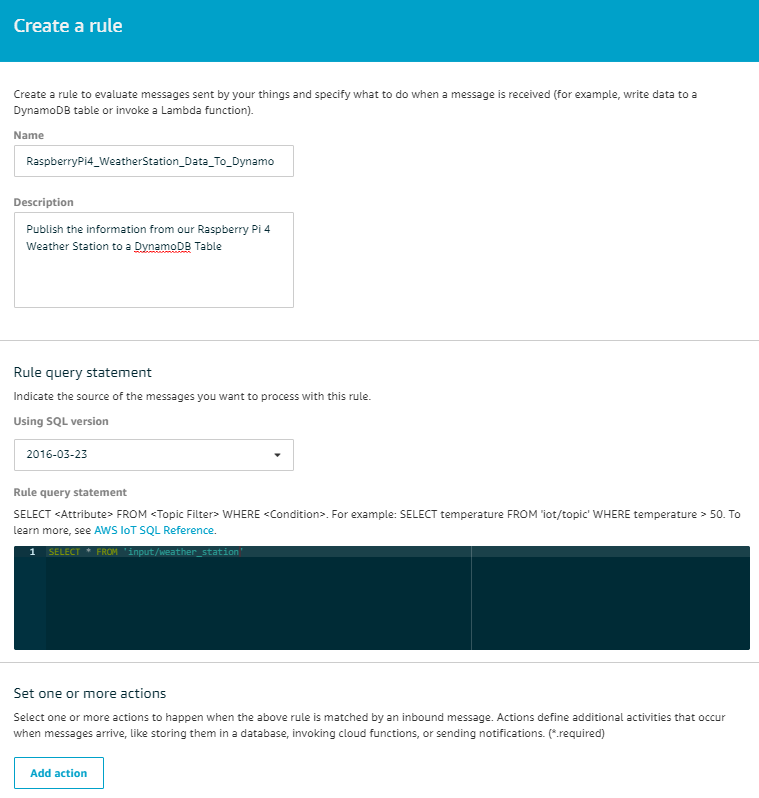 Create a rule
Create a rule to evaluate messages sent by your things and specify what to do when a message is received (for example, write data to a
DynamoDB table or invoke a Lambda function).
Name
RaspberryPi4_WeatherStation_Data_To_Dynamo
Description
Publish the information from our Raspberry Pi 4
Weather Station to a DynamoDB Table
Rule query statement
Indicate the source of the messages you want to process with this rule.
Using SQL version
2016-03-23
Rule query statement
SELECT <Attribute> FROM <Topic Filter> WHERE <Condition>. For example: SELECT temperature FROM 'iot/topic' WHERE temperature > 50. To
learn more, see AWS IoT SQL Reference.
1 SELECT * FROM 'input/weather_station'
Set one or more actions
Select one or more actions to happen when the above rule is matched by an inbound message. Actions define additional activities that occur
when messages arrive, like storing them in a database, invoking cloud functions, or sending notifications. (*.required)
Add action